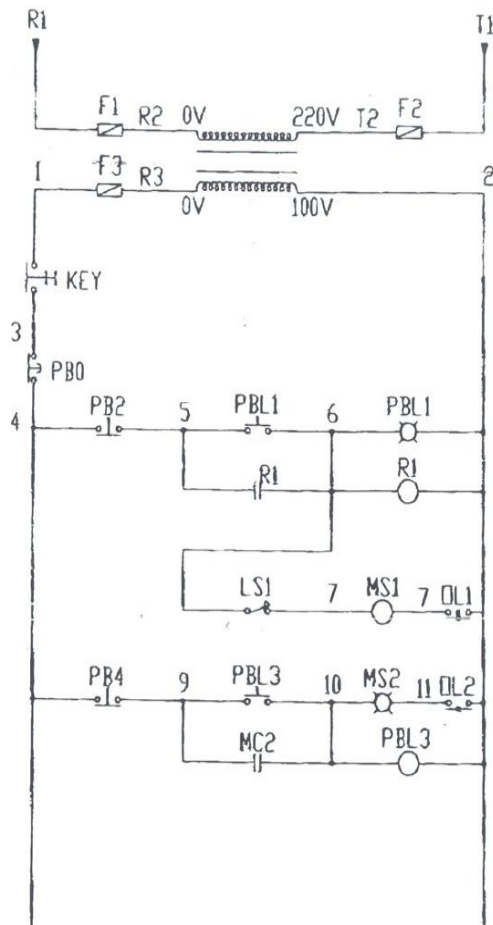 R1 T1
F1 R2 0V 220V T2 F2
1 F3 R3 0V 100V 2
KEY
3
PB0
4 PB2 5 PBL1 6 PBL1
R1 R1
LS1 7 MS1 7 OL1
PB4 9 PBL3 10 MS2 11 OL2
MC2 PBL3